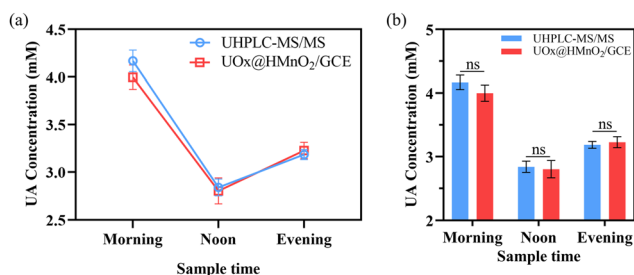 (a)
UA Concentration (mM)
4.5
4.0
3.5
3.0
2.5
UHPLC-MS/MS
UOx@HMnO₂/GCE
Morning Noon Evening
Sample time
(b)
UA Concentration (mM)
5
4
3
2
UHPLC-MS/MS
UOx@HMnO₂/GCE
ns
ns
ns
Morning Noon Evening
Sample time